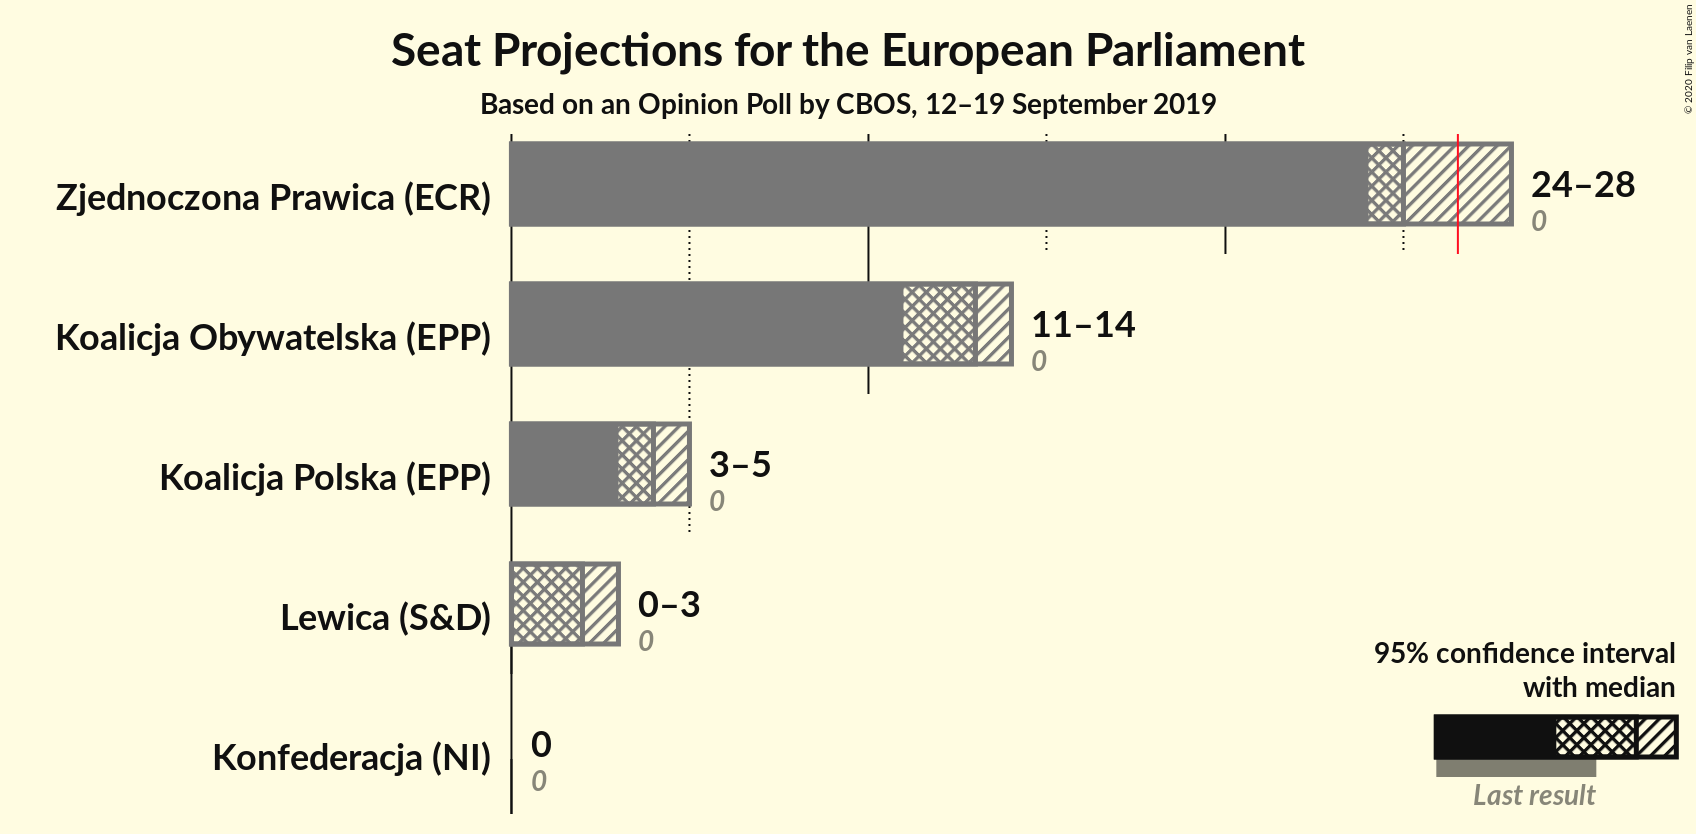 Seat Projections for the European Parliament
Based on an Opinion Poll by CBOS, 12–19 September 2019
© 2020 Filip van Laenen
Zjednoczona Prawica (ECR)
24–28
0
Koalicja Obywatelska (EPP)
11–14
0
Koalicja Polska (EPP)
3–5
0
Lewica (S&D)
0–3
0
Konfederacja (NI)
0
0
95% confidence interval
with median
Last result